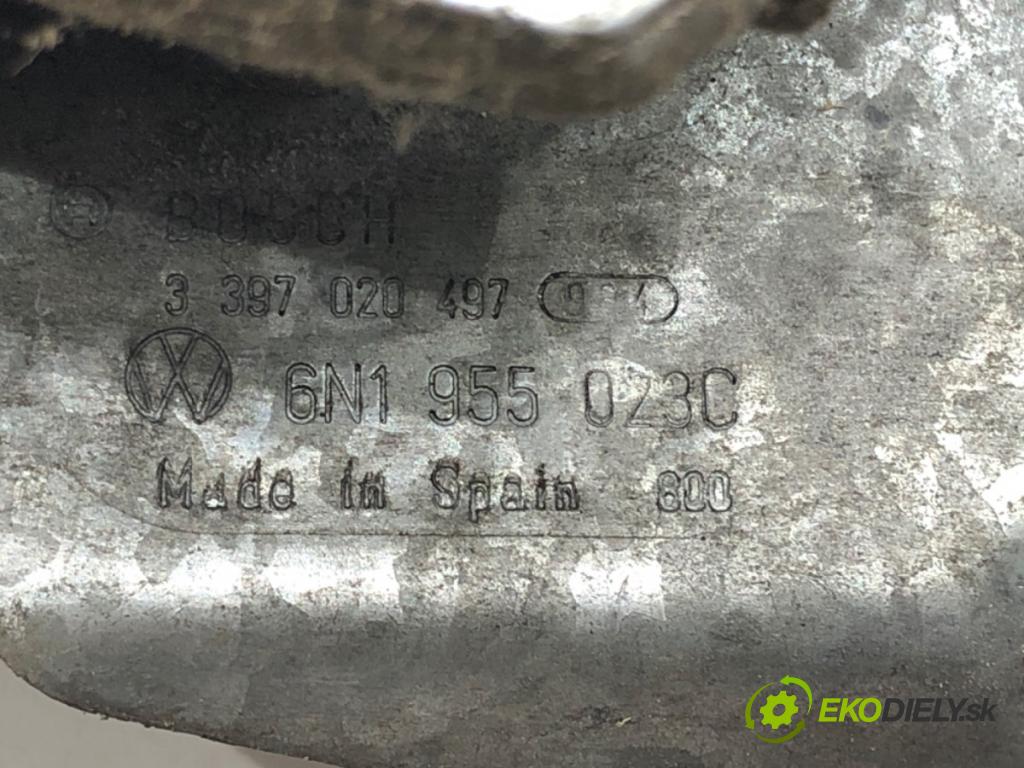 BOSCH
3 397 020 497
6N1 955 023C
Made in Spain 800
EKODIELY.sk